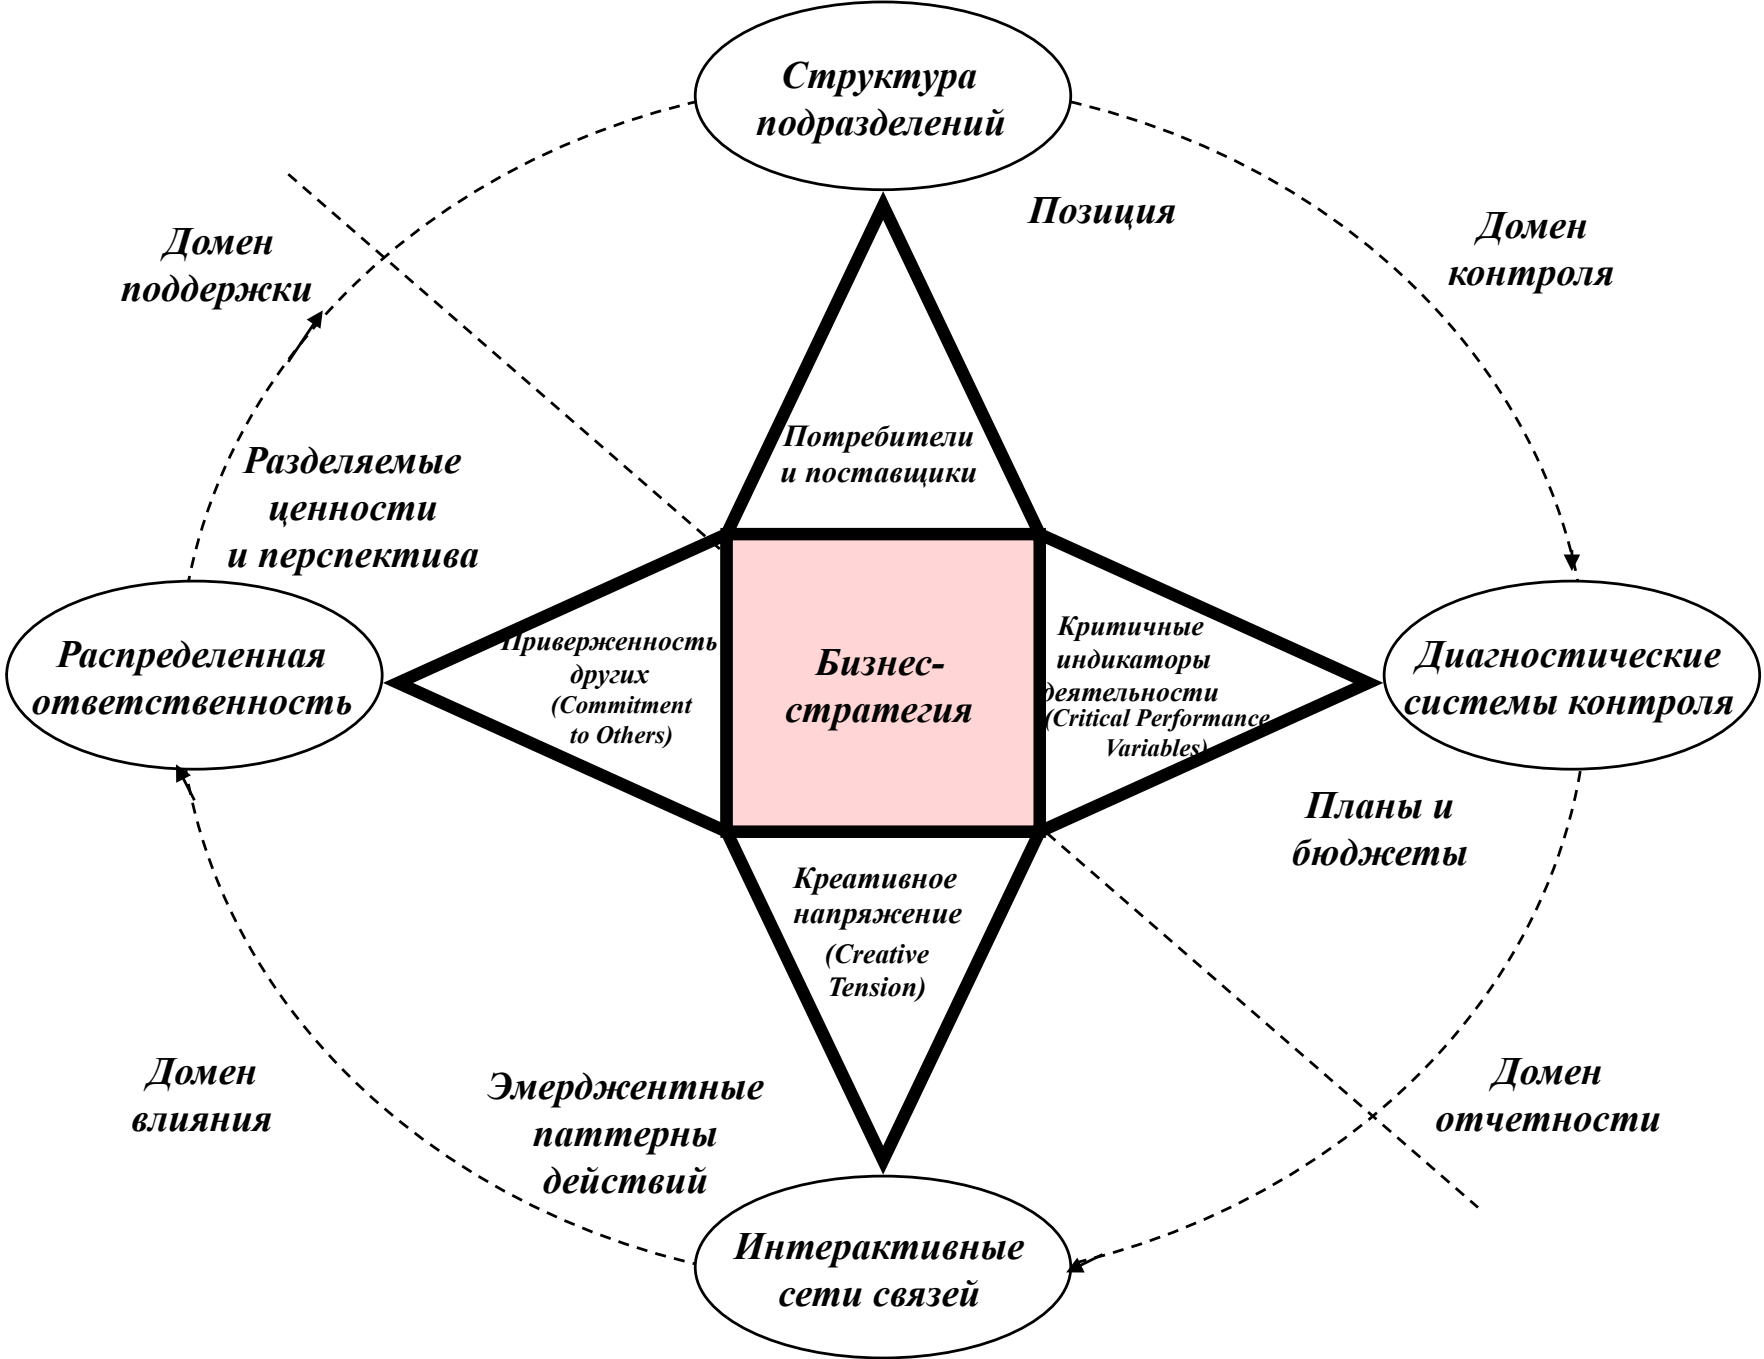 Структура
подразделений
Позиция
Домен
контроля
Домен
поддержки
Потребители
и поставщики
Разделяемые
ценности
и перспектива
Распределенная
ответственность
Приверженность
других
(Commitment
to Others)
Бизнес-
стратегия
Критичные
индикаторы
деятельности
(Critical Performance
Variables)
Диагностические
системы контроля
Планы и
бюджеты
Креативное
напряжение
(Creative
Tension)
Домен
влияния
Эмерджентные
паттерны
действий
Домен
отчетности
Интерактивные
сети связей